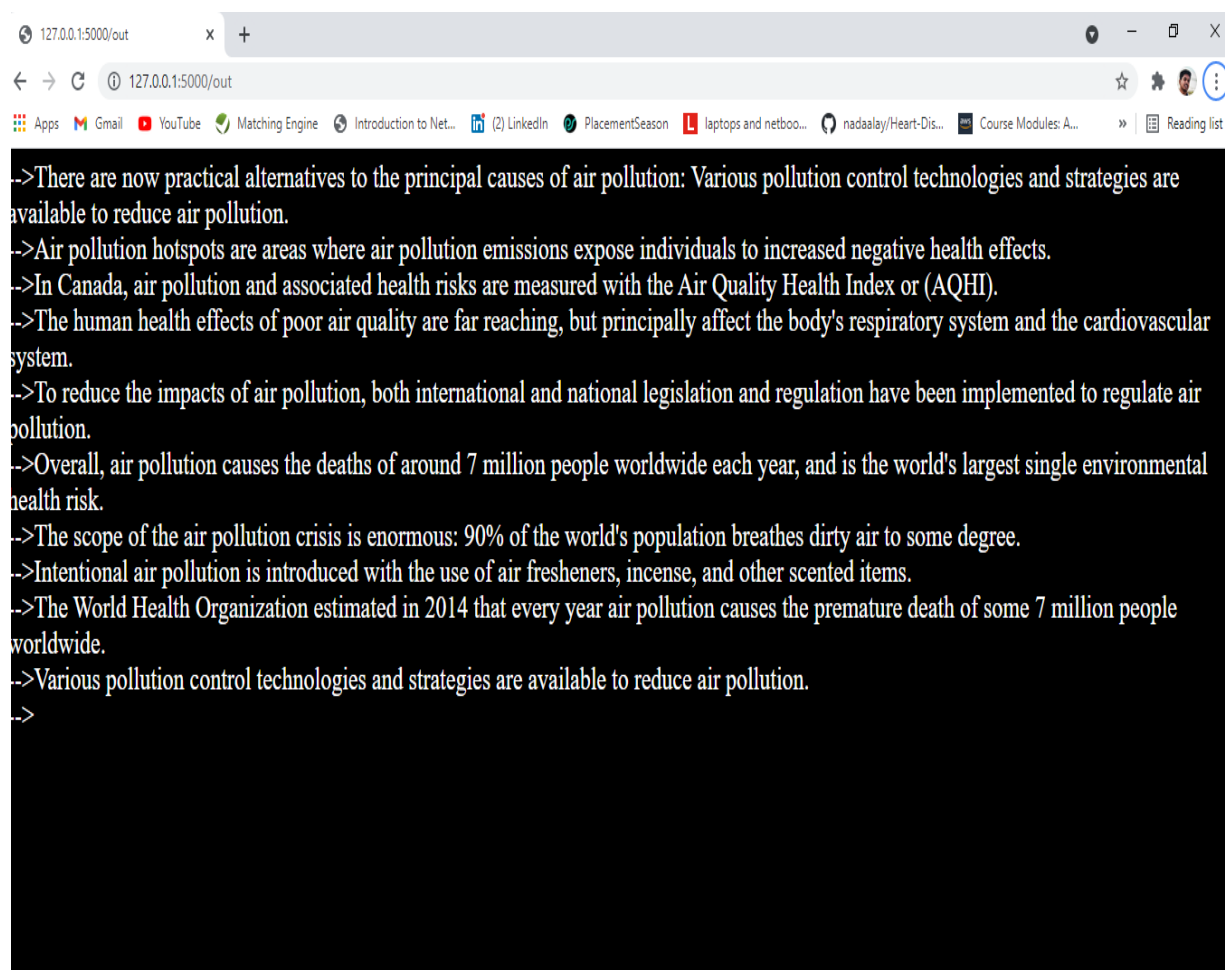 127.0.0.1:5000/out
127.0.0.1:5000/out
Apps Gmail YouTube Matching Engine Introduction to Net... (2) LinkedIn PlacementSeason laptops and netboo... nadaalay/Heart-Dis... aws Course Modules: A... » Reading list
-->There are now practical alternatives to the principal causes of air pollution: Various pollution control technologies and strategies are
available to reduce air pollution.
-->Air pollution hotspots are areas where air pollution emissions expose individuals to increased negative health effects.
-->In Canada, air pollution and associated health risks are measured with the Air Quality Health Index or (AQHI).
-->The human health effects of poor air quality are far reaching, but principally affect the body's respiratory system and the cardiovascular
system.
-->To reduce the impacts of air pollution, both international and national legislation and regulation have been implemented to regulate air
pollution.
-->Overall, air pollution causes the deaths of around 7 million people worldwide each year, and is the world's largest single environmental
health risk.
-->The scope of the air pollution crisis is enormous: 90% of the world's population breathes dirty air to some degree.
-->Intentional air pollution is introduced with the use of air fresheners, incense, and other scented items.
-->The World Health Organization estimated in 2014 that every year air pollution causes the premature death of some 7 million people
worldwide.
-->Various pollution control technologies and strategies are available to reduce air pollution.
-->